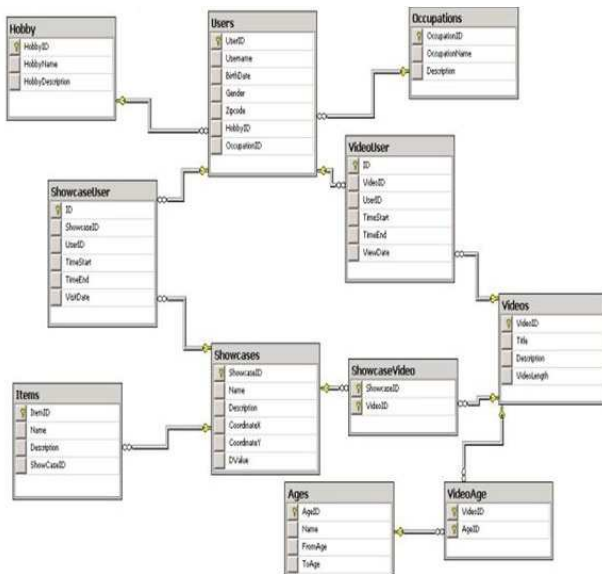 Hobby
HobbyID
HobbyName
HobbyDescription
Users
UserID
Username
BirthDate
Gender
Zipcode
HobbyID
OccupationID
Occupations
OccupationID
OccupationName
Description
ShowcaseUser
ID
ShowcaseID
UserID
TimeStart
TimeEnd
VisitDate
VideoUser
ID
VideoID
UserID
TimeStart
TimeEnd
ViewDate
Videos
VideoID
Title
Description
VideoLength
Showcases
ShowcaseID
Name
Description
CoordinateX
CoordinateY
DValue
ShowcaseVideo
ShowcaseID
VideoID
Items
ItemID
Name
Description
ShowCaseID
Ages
AgeID
Name
FromAge
ToAge
VideoAge
VideoID
AgeID